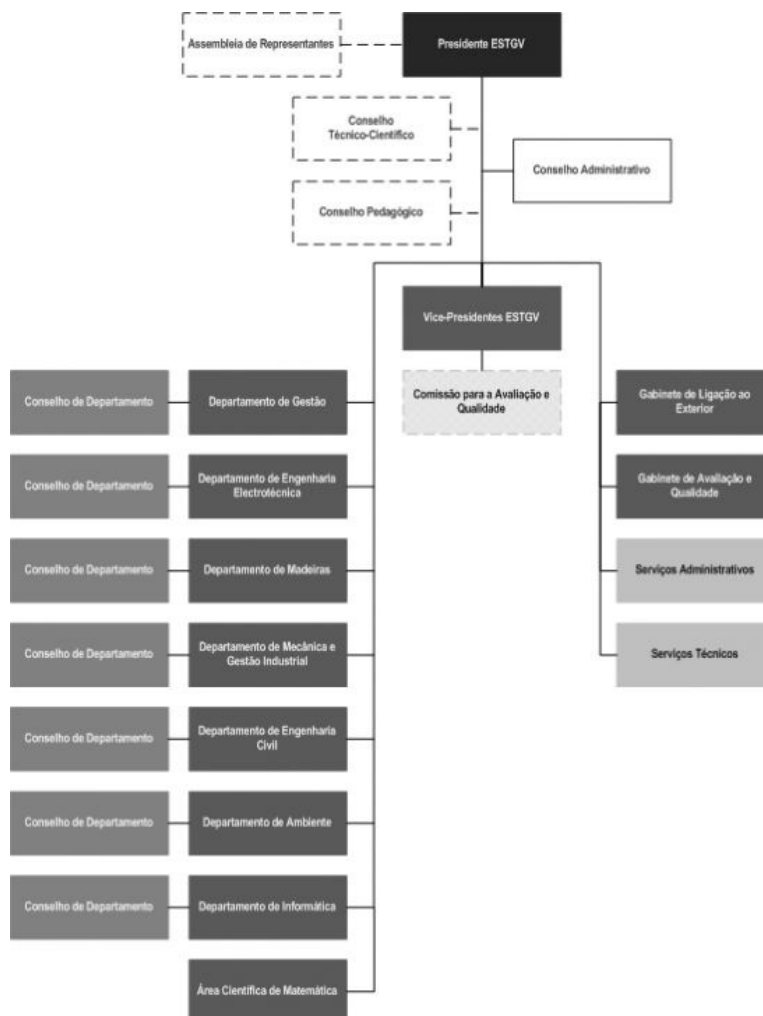 Assembleia de Representantes
Presidente ESTGV
Conselho
Técnico-Científico
Conselho Administrativo
Conselho Pedagógico
Vice-Presidentes ESTGV
Conselho de Departamento
Departamento de Gestão
Comissão para a Avaliação e
Qualidade
Gabinete de Ligação ao
Exterior
Conselho de Departamento
Departamento de Engenharia
Electrotécnica
Gabinete de Avaliação e
Qualidade
Conselho de Departamento
Departamento de Madeiras
Serviços Administrativos
Conselho de Departamento
Departamento de Mecânica e
Gestão Industrial
Serviços Técnicos
Conselho de Departamento
Departamento de Engenharia
Civil
Conselho de Departamento
Departamento de Ambiente
Conselho de Departamento
Departamento de Informática
Área Científica de Matemática